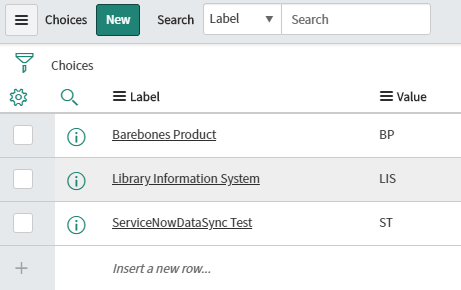 Choices New Search Label Search
Choices
Label Value
Barebones Product BP
Library Information System LIS
ServiceNowDataSync Test ST
Insert a new row...